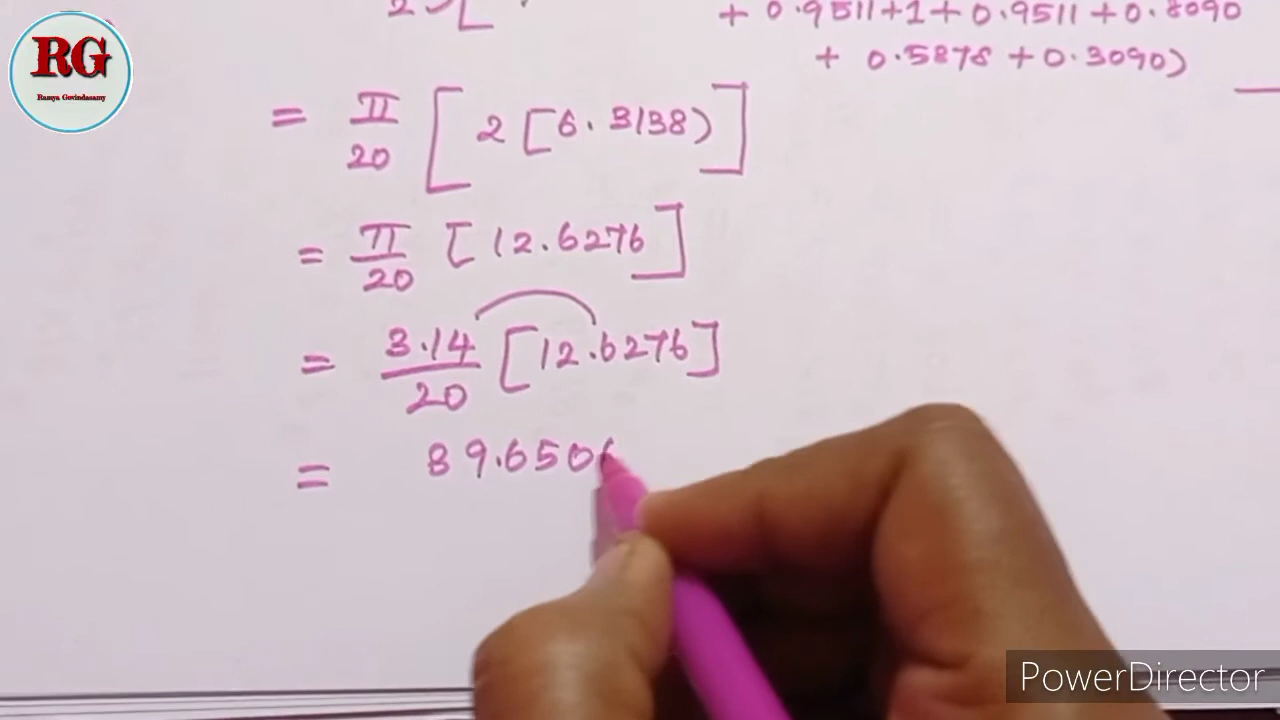 + 0.9511+1+0.9511+0.8090
+ 0.5878 +0.3090)
RG
Ramya Govindasamy
= π/20 [ 2 [6.3138) ]
= π/20 [ 12.6276 ]
= 3.14/20 [12.6276]
= 89.650
PowerDirector